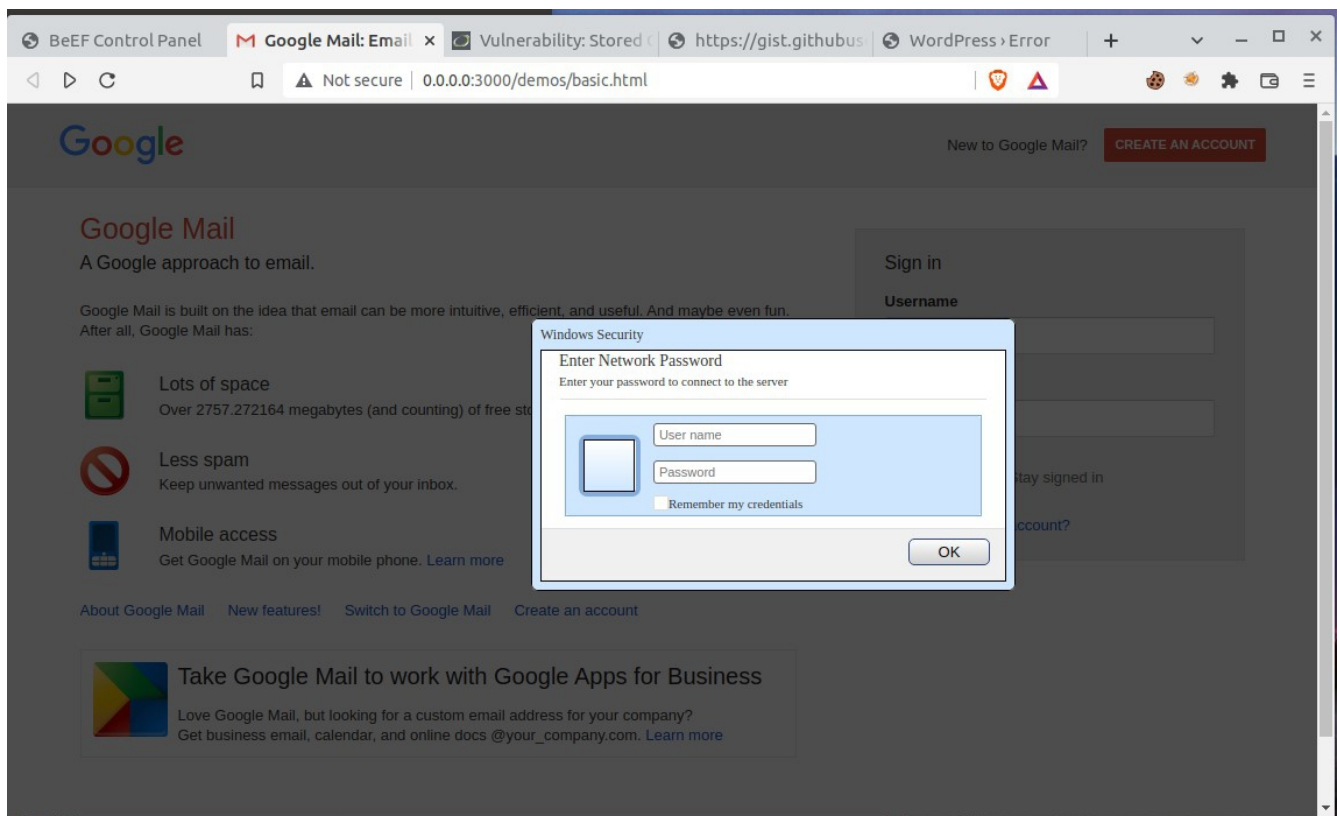 BeEF Control Panel
Google Mail: Email
Vulnerability: Stored
https://gist.githubus
WordPress › Error
Not secure
0.0.0.0:3000/demos/basic.html
Google
New to Google Mail?
CREATE AN ACCOUNT
Google Mail
A Google approach to email.
Google Mail is built on the idea that email can be more intuitive, efficient, and useful. And maybe even fun.
After all, Google Mail has:
Lots of space
Over 2757.272164 megabytes (and counting) of free
Less spam
Keep unwanted messages out of your inbox.
Mobile access
Get Google Mail on your mobile phone. Learn more
About Google Mail New features! Switch to Google Mail Create an account
Take Google Mail to work with Google Apps for Business
Love Google Mail, but looking for a custom email address for your company?
Get business email, calendar, and online docs @your_company.com. Learn more
Sign in
Username
Stay signed in
account?
Windows Security
Enter Network Password
Enter your password to connect to the server
User name
Password
Remember my credentials
OK